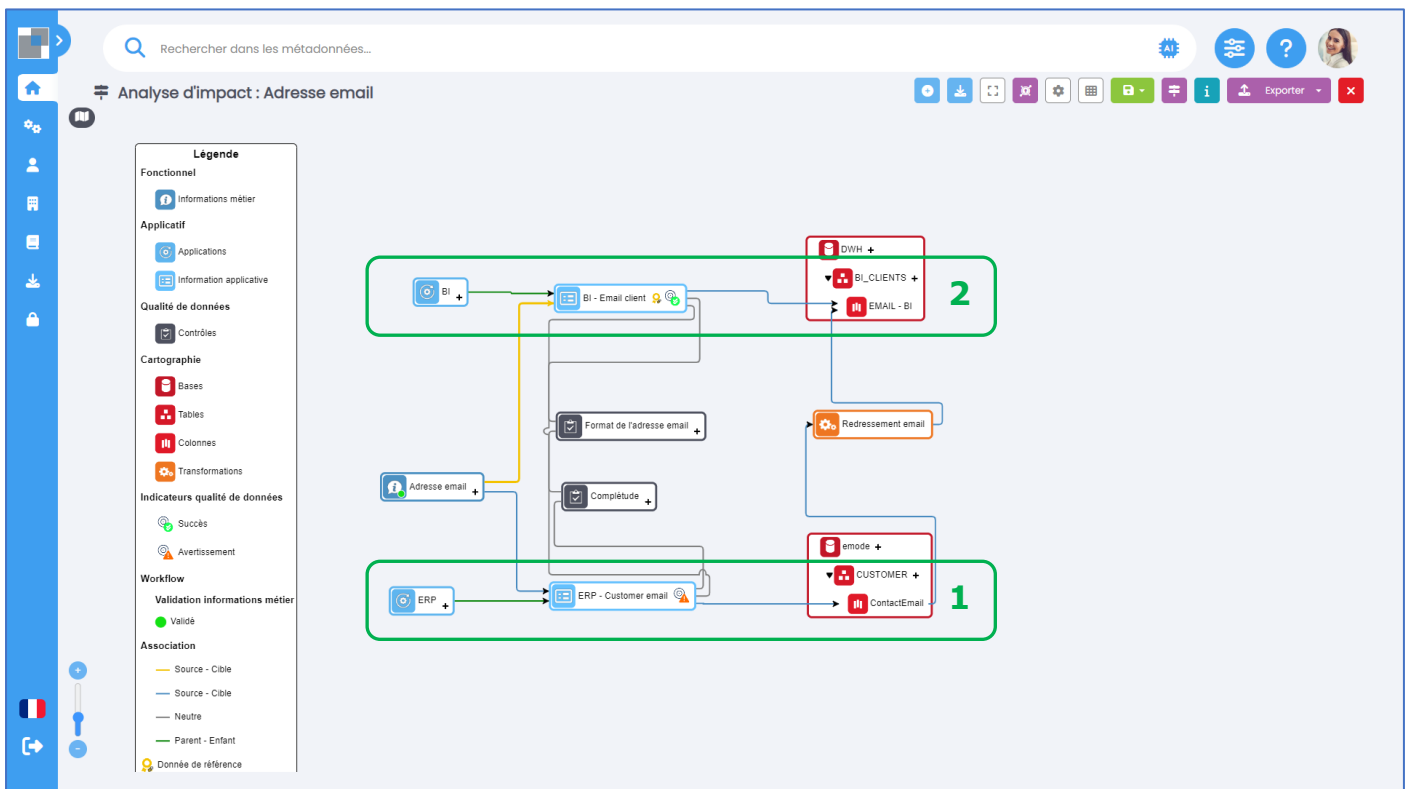 Rechercher dans les métadonnées...
AI
?
Analyse d'impact : Adresse email
i
Exporter
Légende
Fonctionnel
Informations métier
Applicatif
Applications
Information applicative
Qualité de données
Contrôles
Cartographie
Bases
Tables
Colonnes
Transformations
Indicateurs qualité de données
Succès
Avertissement
Workflow
Validation informations métier
Validé
Association
Source - Cible
Source - Cible
Neutre
Parent - Enfant
Donnée de référence
DWH +
BI_CLIENTS +
EMAIL - BI
BI +
BI - Email client
2
Format de l'adresse email +
Redressement email
Adresse email +
Complétude +
emode +
CUSTOMER +
ContactEmail
ERP +
ERP - Customer email
1